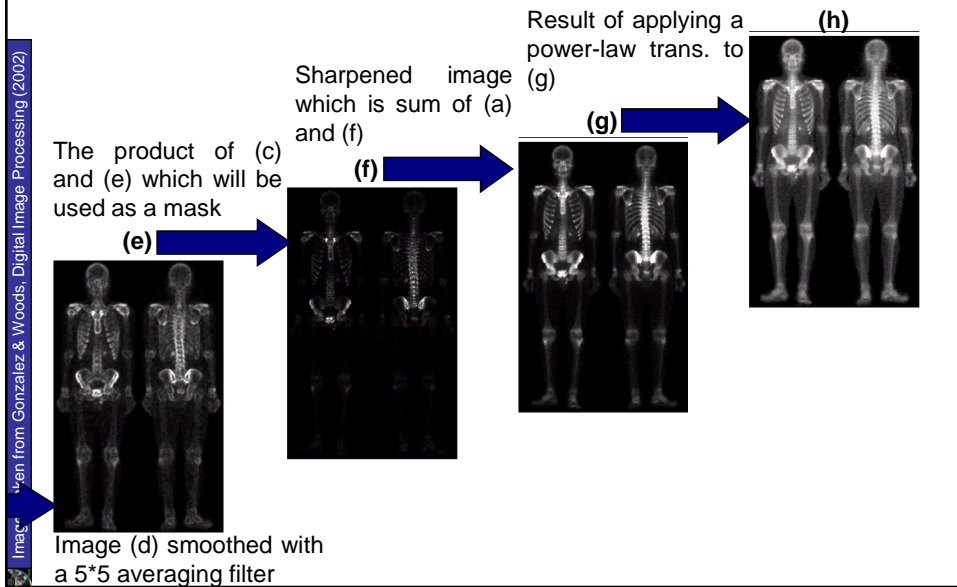 Result of applying a
power-law trans. to
(g)
(h)
Sharpened image
which is sum of (a)
and (f)
(g)
The product of (c)
and (e) which will be
used as a mask
(f)
(e)
Image (d) smoothed with
a 5*5 averaging filter
from Gonzalez & Woods, Digital Image Processing (2002)